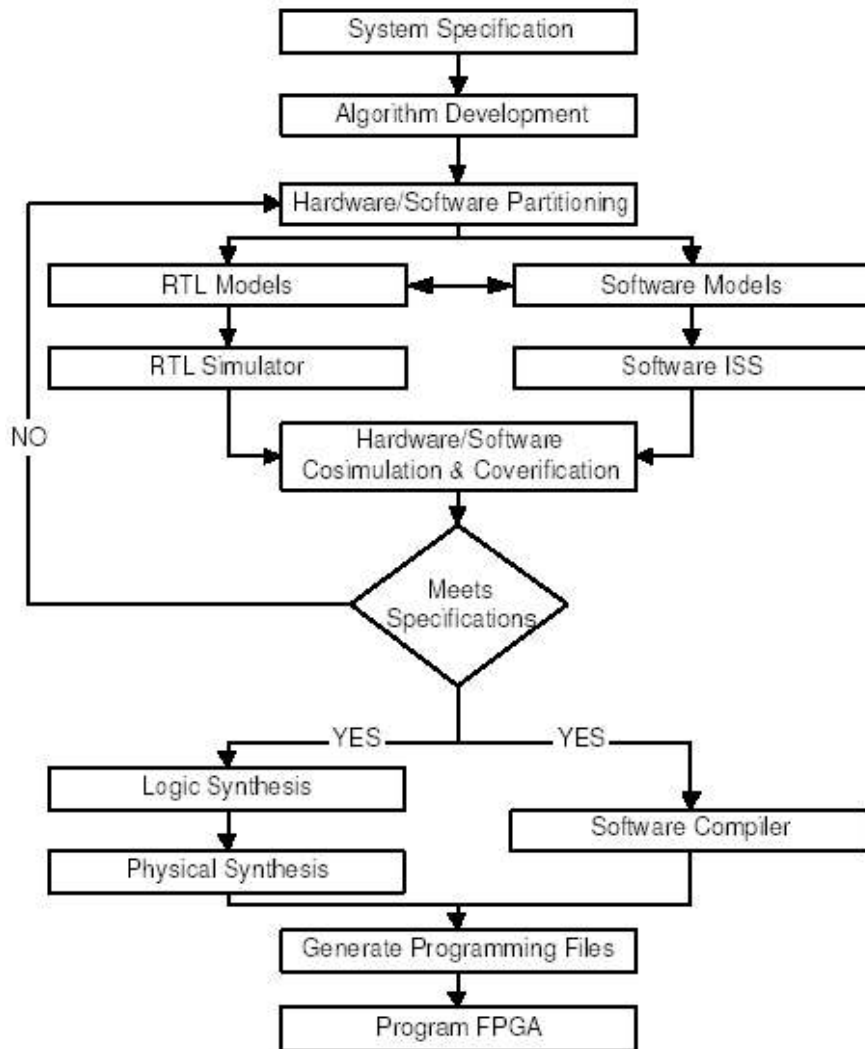 System Specification
Algorithm Development
Hardware/Software Partitioning
RTL Models
Software Models
RTL Simulator
Software ISS
NO
Hardware/Software
Cosimulation & Coverification
Meets
Specifications
YES
YES
Logic Synthesis
Software Compiler
Physical Synthesis
Generate Programming Files
Program FPGA